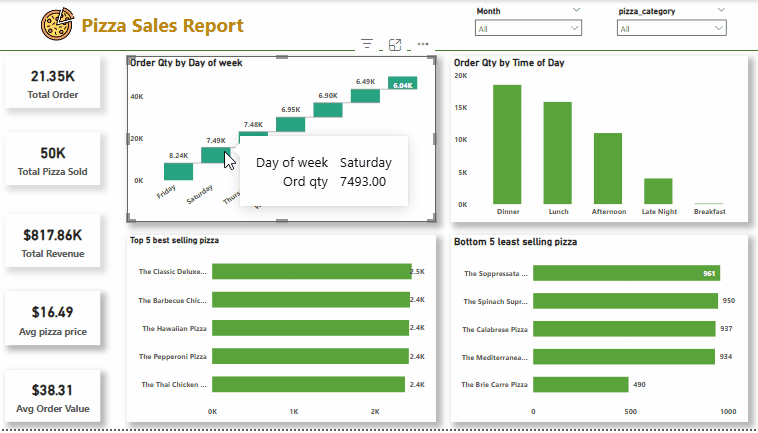 Pizza Sales Report
Month
All
pizza_category
All
21.35K
Total Order
50K
Total Pizza Sold
$817.86K
Total Revenue
$16.49
Avg pizza price
$38.31
Avg Order Value
Order Qty by Day of week
40K
20K
0K
8.24K
7.49K
7.48K
6.95K
6.90K
6.49K
6.04K
Friday
Saturday
Thurs
Day of week Saturday
Ord qty 7493.00
Order Qty by Time of Day
20K
15K
10K
5K
0K
Dinner Lunch Afternoon Late Night Breakfast
Top 5 best selling pizza
The Classic Deluxe... 2.5K
The Barbecue Chic... 2.4K
The Hawaiian Pizza 2.4K
The Pepperoni Pizza 2.4K
The Thai Chicken ... 2.4K
0K 1K 2K
Bottom 5 least selling pizza
The Soppressata ... 961
The Spinach Supr... 950
The Calabrese Pizza 937
The Mediterranea... 934
The Brie Carre Pizza 490
0 500 1000